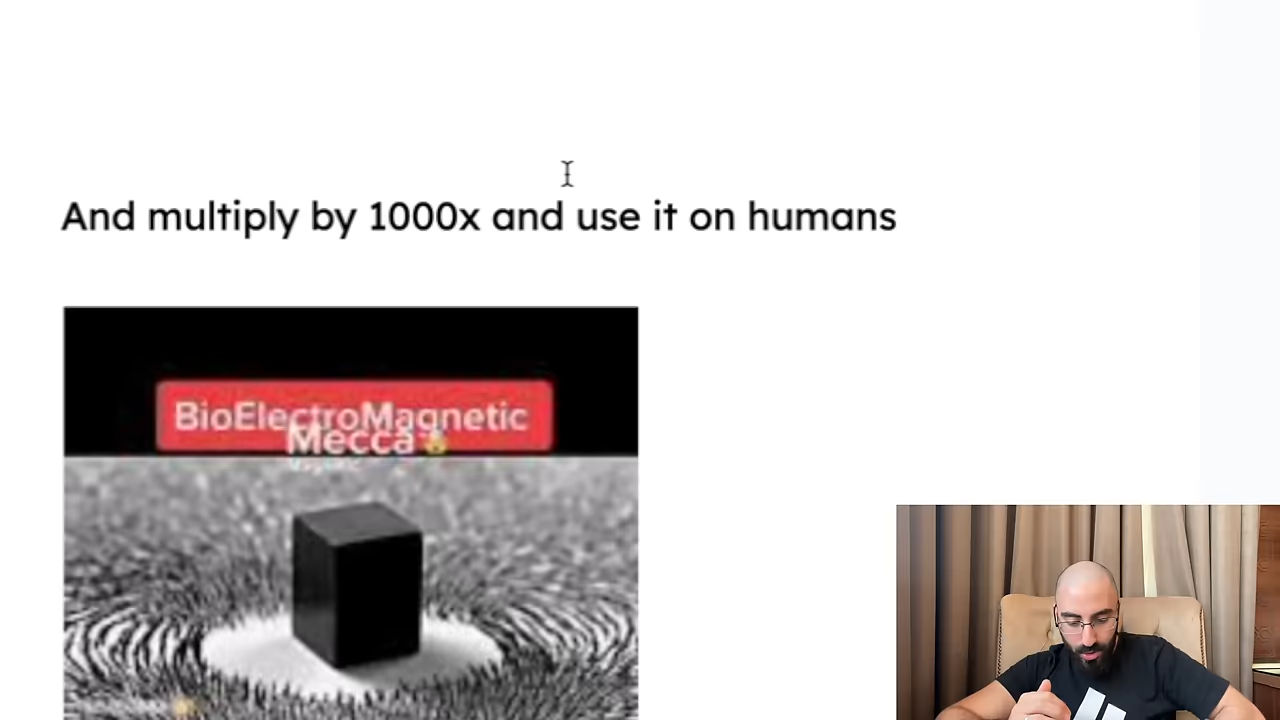 And multiply by 1000x and use it on humans
BioElectroMagnetic
Mecca